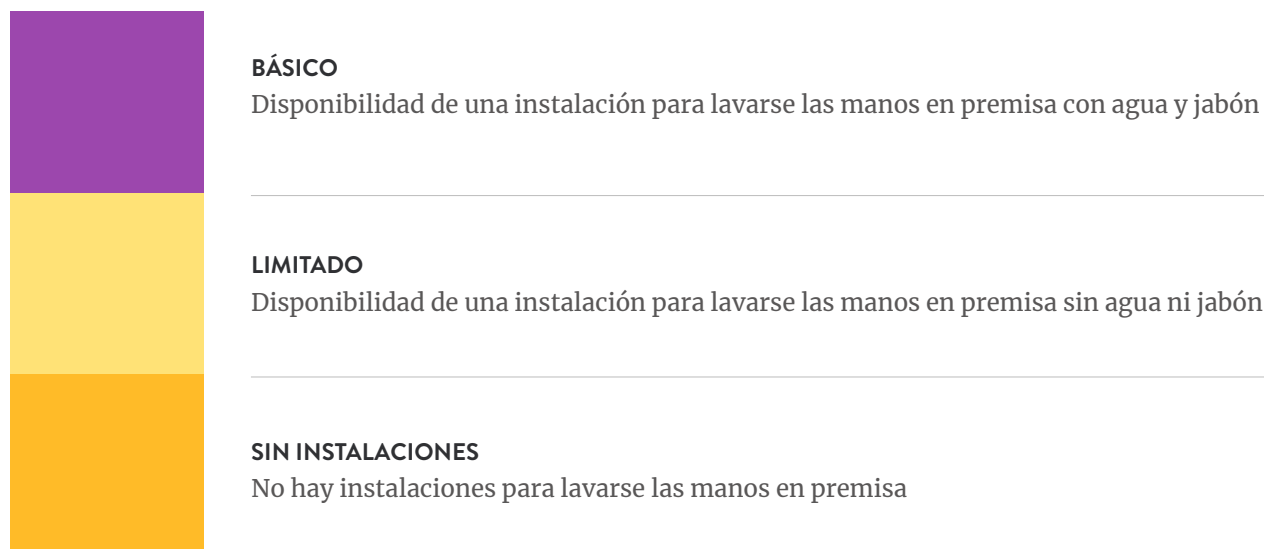 BÁSICO
Disponibilidad de una instalación para lavarse las manos en premisa con agua y jabón
LIMITADO
Disponibilidad de una instalación para lavarse las manos en premisa sin agua ni jabón
SIN INSTALACIONES
No hay instalaciones para lavarse las manos en premisa